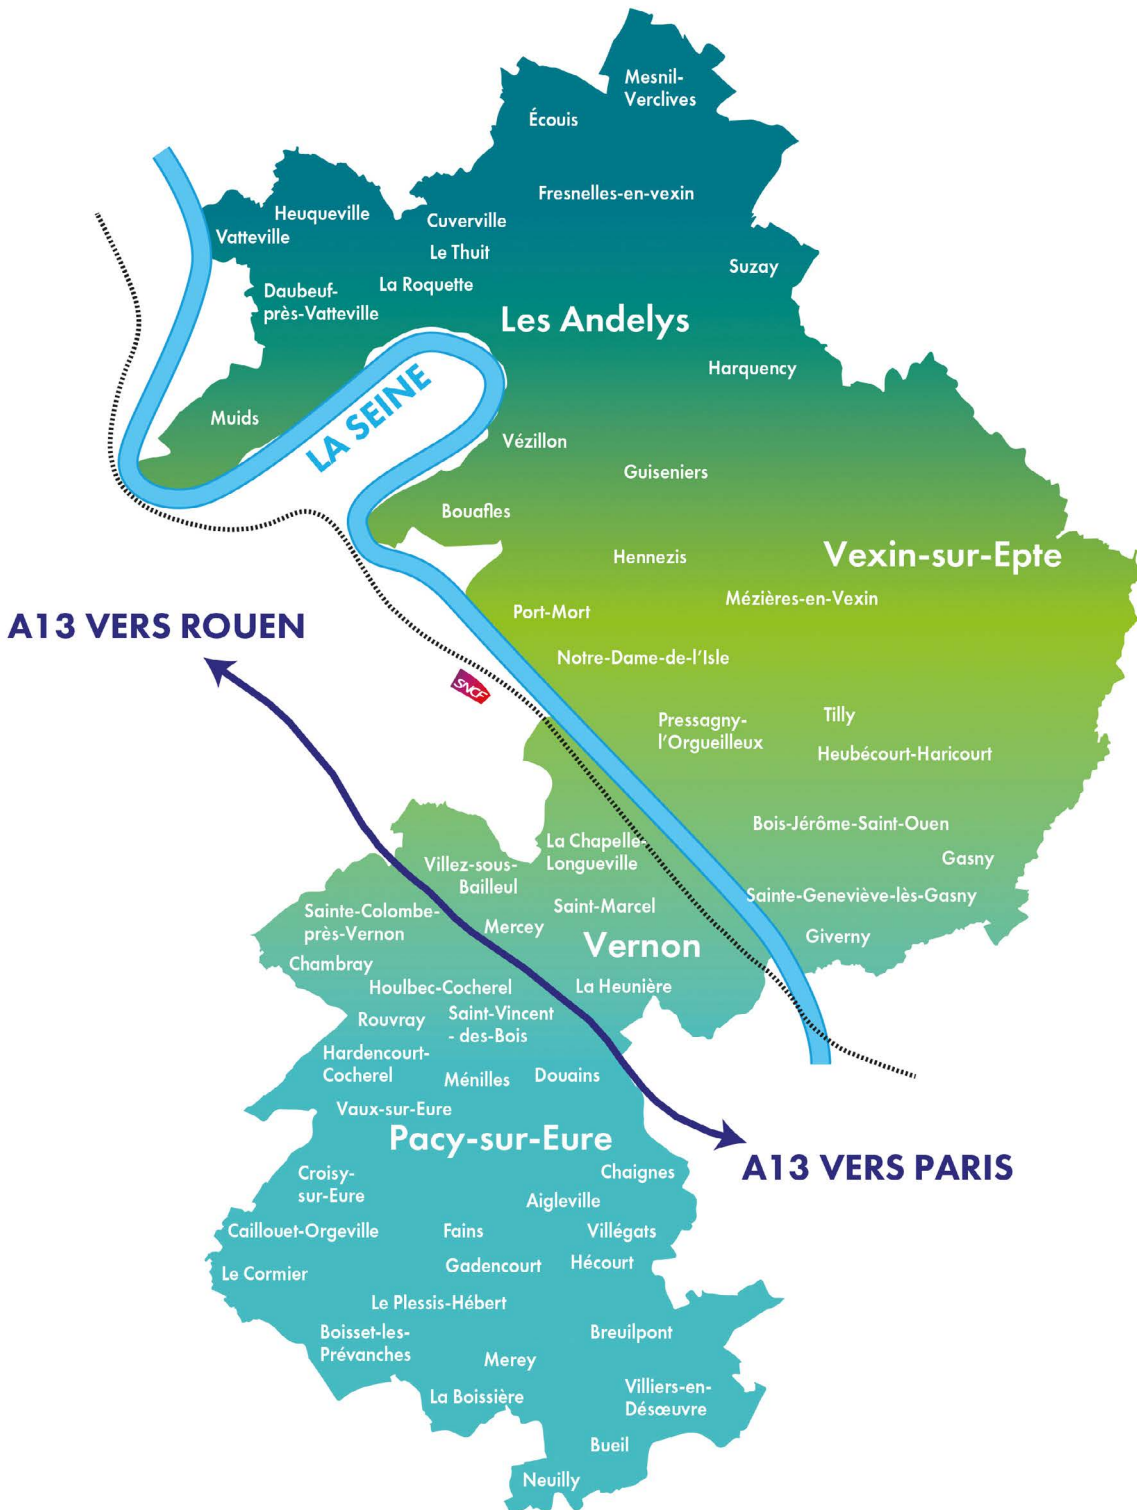 Mesnil-
Verclives
Écouis
Fresnelles-en-vexin
Heuqueville
Cuverville
Vatteville
Le Thuit
Suzay
La Roquette
Daubeuf-
près-Vatteville
Les Andelys
Harquency
LA SEINE
Muids
Vézillon
Guiseniers
Bouafles
Hennezis
Vexin-sur-Epte
Mézières-en-Vexin
Port-Mort
A13 VERS ROUEN
Notre-Dame-de-l'Isle
SNCF
Pressagny-
l'Orgueilleux
Tilly
Heubécourt-Haricourt
Bois-Jérôme-Saint-Ouen
La Chapelle-
Longueville
Gasny
Villez-sous-
Bailleul
Sainte-Geneviève-lès-Gasny
Saint-Marcel
Sainte-Colombe-
près-Vernon
Mercey
Giverny
Vernon
Chambray
Houlbec-Cocherel
La Heunière
Rouvray
Saint-Vincent
- des-Bois
Hardencourt-
Cocherel
Ménilles
Douains
Vaux-sur-Eure
Pacy-sur-Eure
A13 VERS PARIS
Croisy-
sur-Eure
Chaignes
Aigleville
Caillouet-Orgeville
Fains
Villégats
Gadencourt
Hécourt
Le Cormier
Le Plessis-Hébert
Boisset-les-
Prévanches
Breuilpont
Merey
La Boissière
Villiers-en-
Désœuvre
Bueil
Neuilly